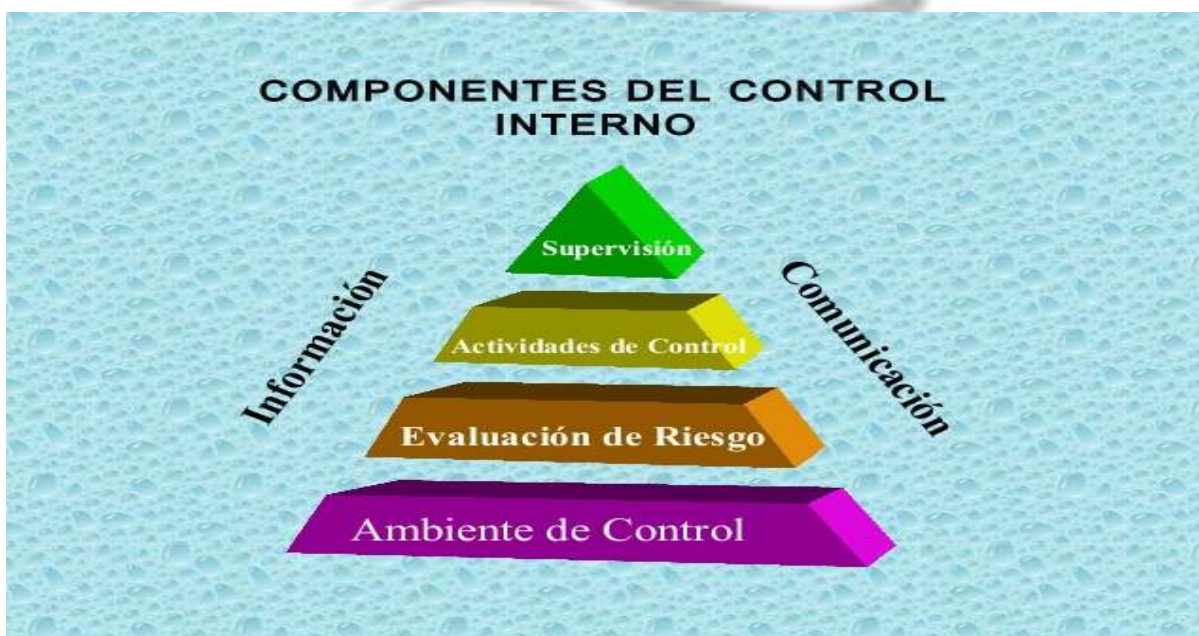 COMPONENTES DEL CONTROL
INTERNO
Supervisión
Información
Comunicación
Actividades de Control
Evaluación de Riesgo
Ambiente de Control